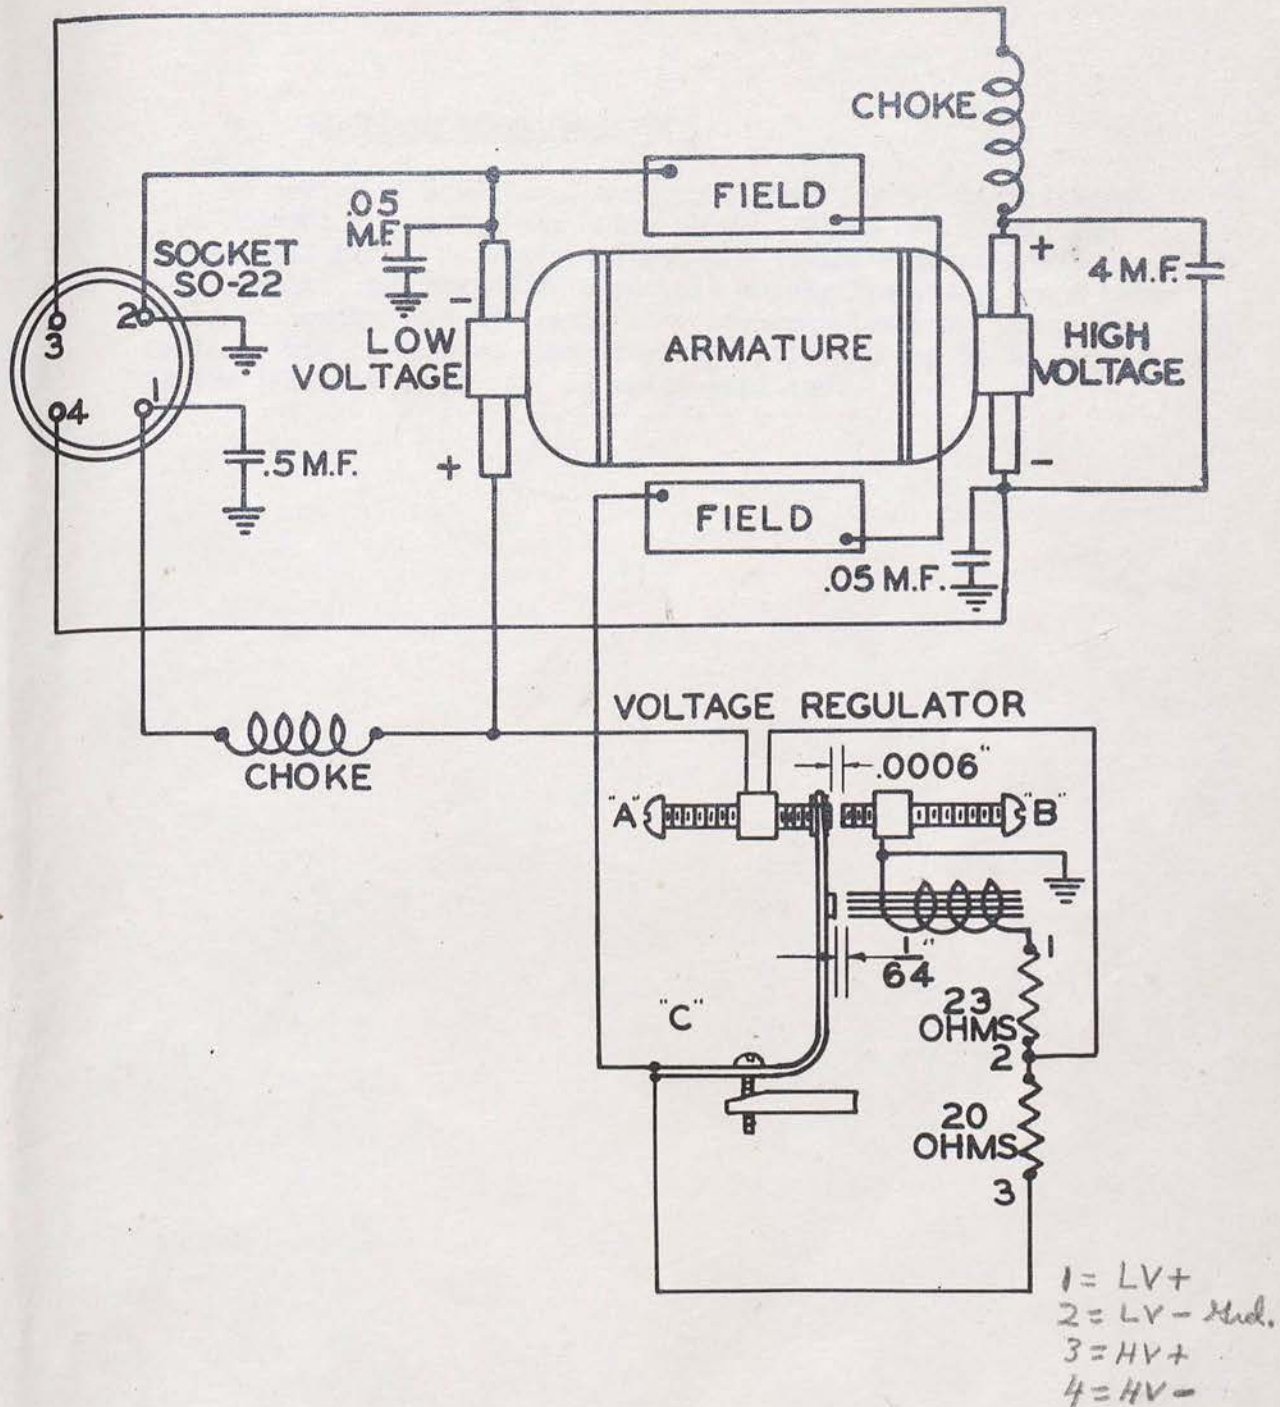 CHOKE
FIELD
.05
M.F.
SOCKET
SO-22
+
4 M.F.
-
2
3
LOW
VOLTAGE
ARMATURE
HIGH
VOLTAGE
1
4
.5 M.F.
+
-
FIELD
.05 M.F.
VOLTAGE REGULATOR
CHOKE
.0006"
"A"
"B"
1"
64
1
"C"
23
OHMS
2
20
OHMS
3
1 = LV+
2 = LV - Grd.
3 = HV +
4 = HV -